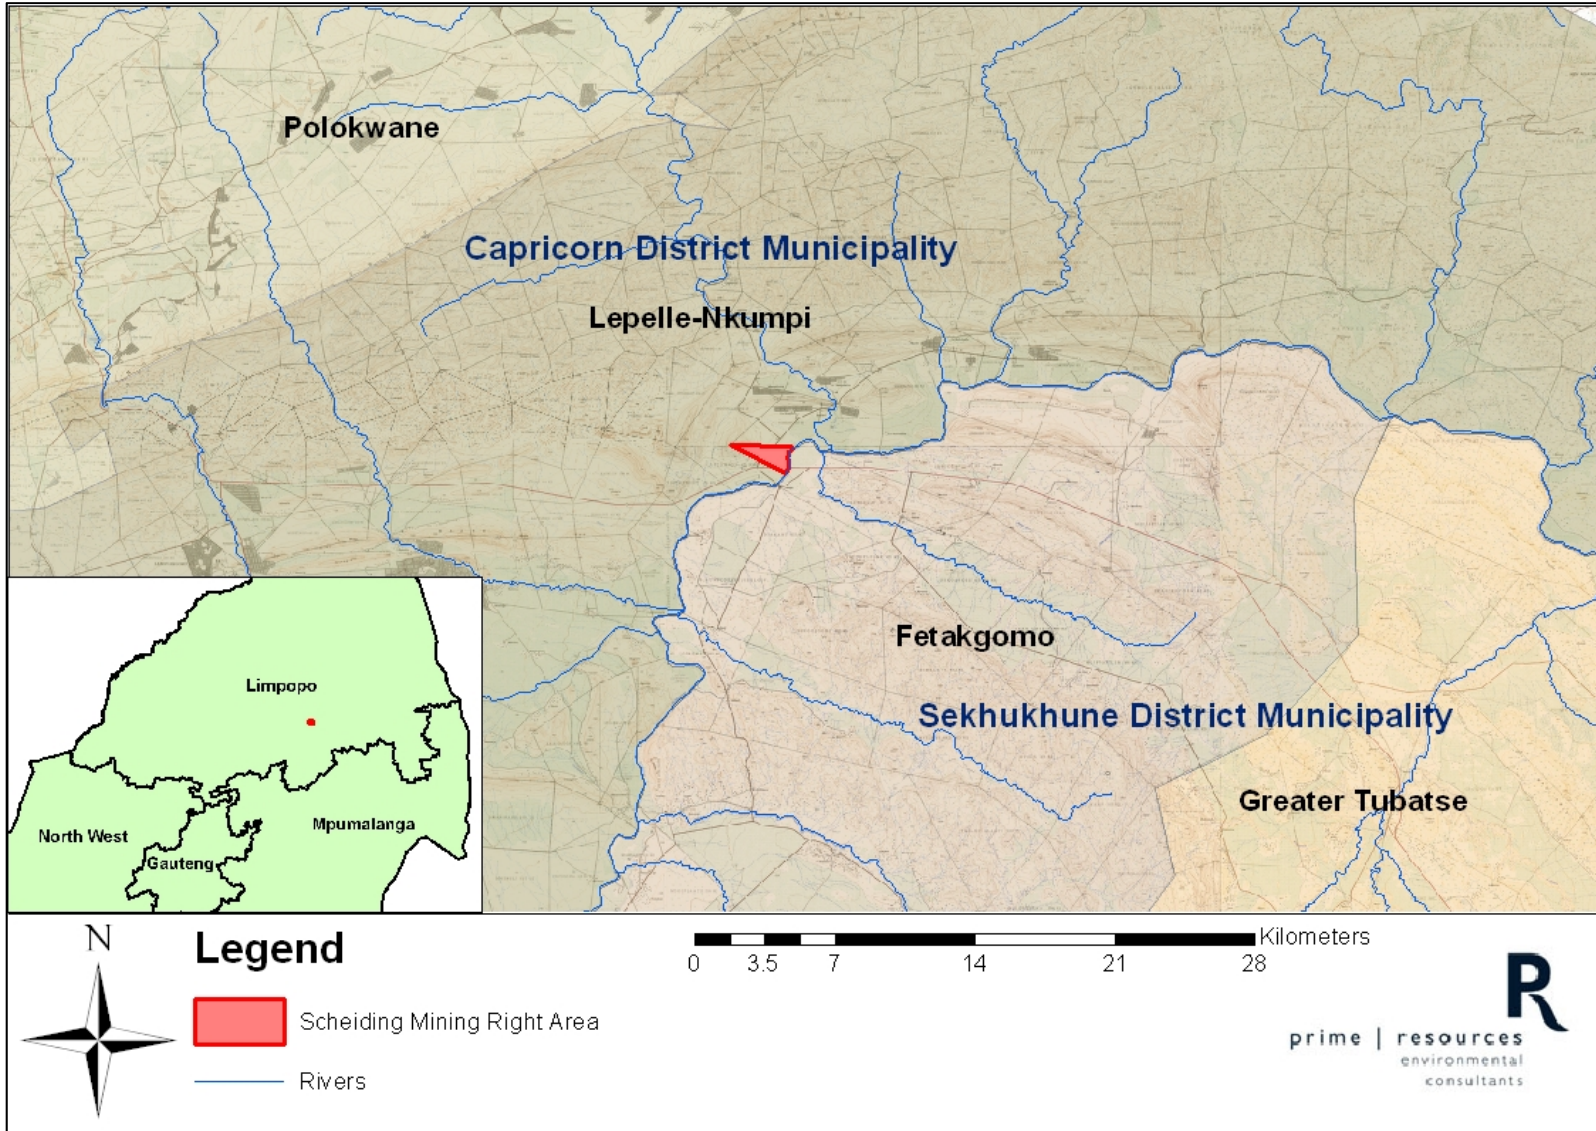 Polokwane
Capricorn District Municipality
Lepelle-Nkumpi
Fetakgomo
Sekhukhune District Municipality
Greater Tubatse
Limpopo
North West
Gauteng
Mpumalanga
N
Legend
Scheiding Mining Right Area
Rivers
Kilometers
0 3.5 7 14 21 28
R
prime | resources
environmental
consultants